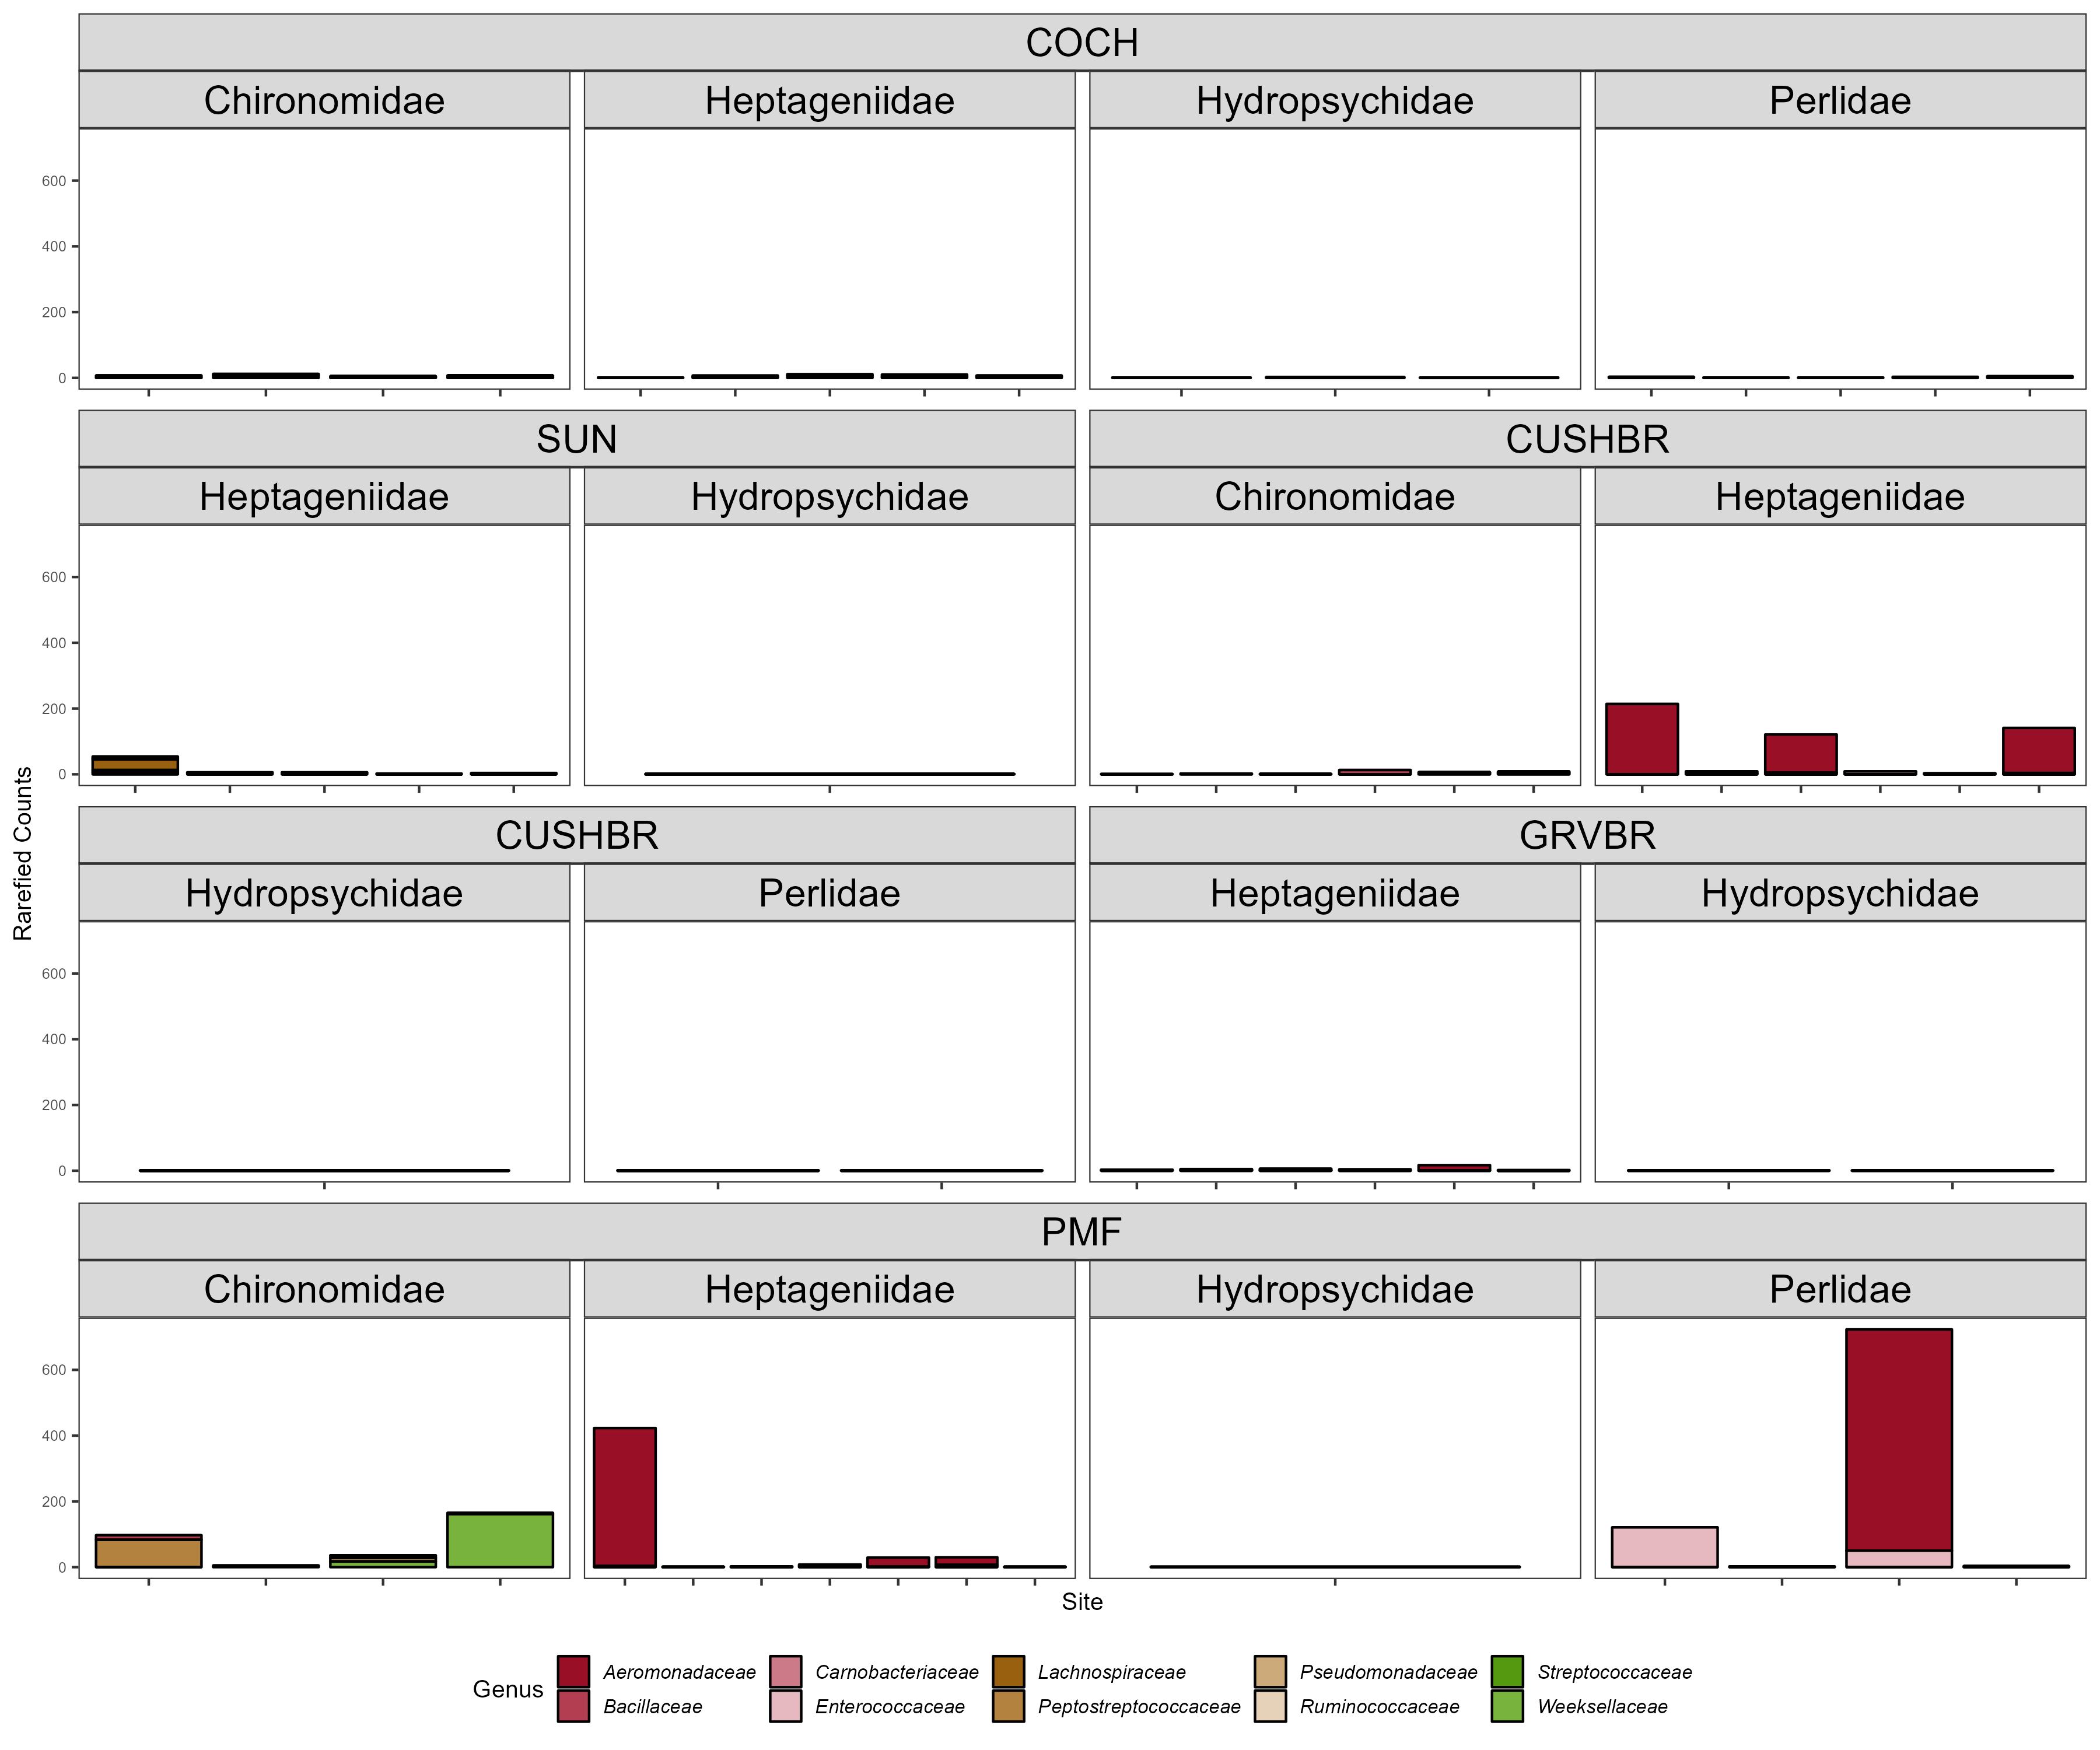 COCH
Chironomidae Heptageniidae Hydropsychidae Perlidae
600
400
200
0
SUN CUSHBR
Heptageniidae Hydropsychidae Chironomidae Heptageniidae
600
400
200
0
CUSHBR GRVBR
Hydropsychidae Perlidae Heptageniidae Hydropsychidae
600
400
200
0
PMF
Chironomidae Heptageniidae Hydropsychidae Perlidae
600
400
200
0
Rarefied Counts
Site
Genus
Aeromonadaceae Carnobacteriaceae Lachnospiraceae Pseudomonadaceae Streptococcaceae
Bacillaceae Enterococcaceae Peptostreptococcaceae Ruminococcaceae Weeksellaceae